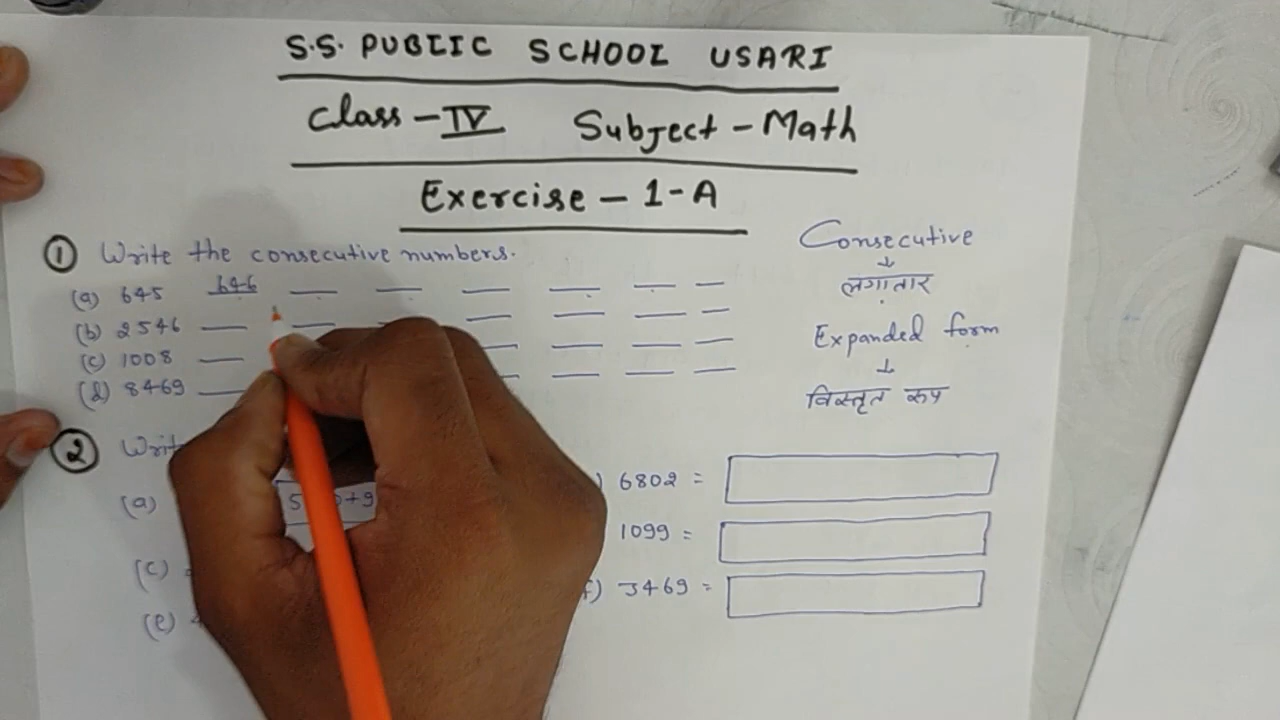 S.S. PUBLIC SCHOOL USARI
Class - IV Subject - Math
Exercise - 1-A
① Write the consecutive numbers.
(a) 645 646
(b) 2546
(c) 1008
(d) 8469
Consecutive
↓
लगातार
Expanded form
↓
विस्तृत रूप
②
(a)
6802 =
1099 =
(c)
3469 =
(e)